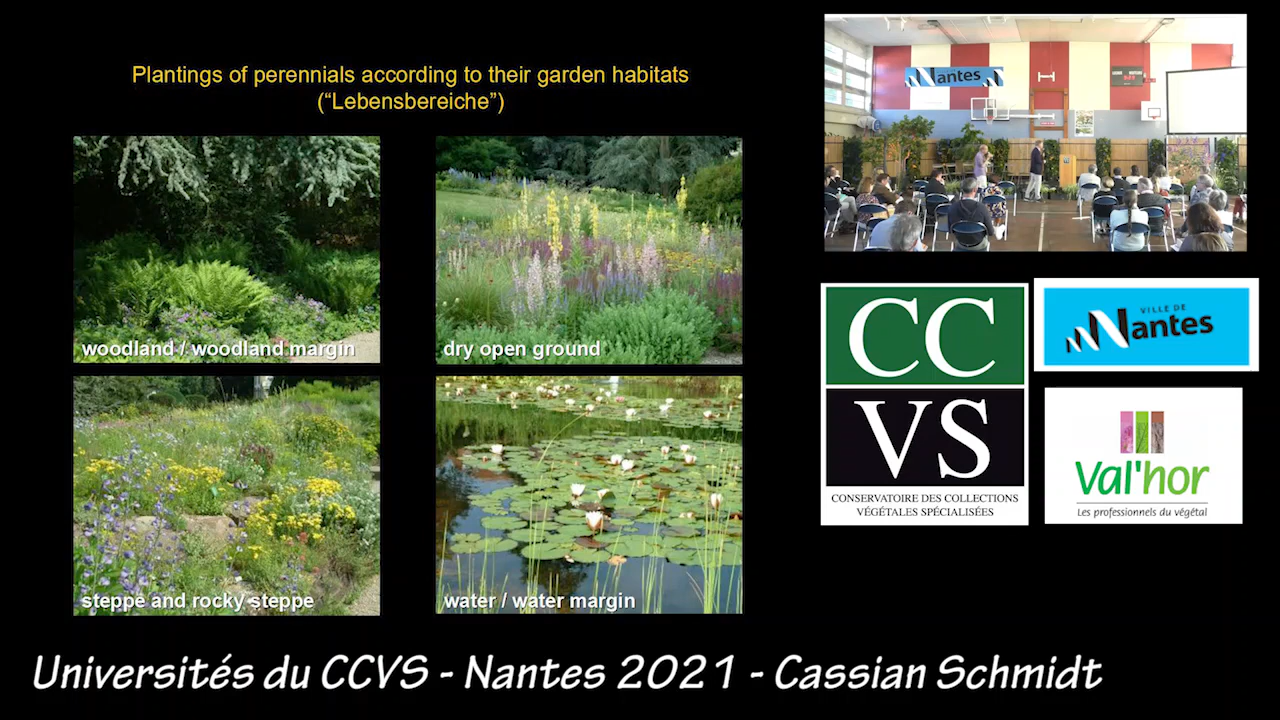 Plantings of perennials according to their garden habitats
(“Lebensbereiche”)
woodland / woodland margin
dry open ground
steppe and rocky steppe
water / water margin
Nantes
CC
VS
CONSERVATOIRE DES COLLECTIONS
VÉGÉTALES SPÉCIALISÉES
VILLE DE
Nantes
Val'hor
Les professionnels du végétal
Universités du CCVS - Nantes 2021 - Cassian Schmidt